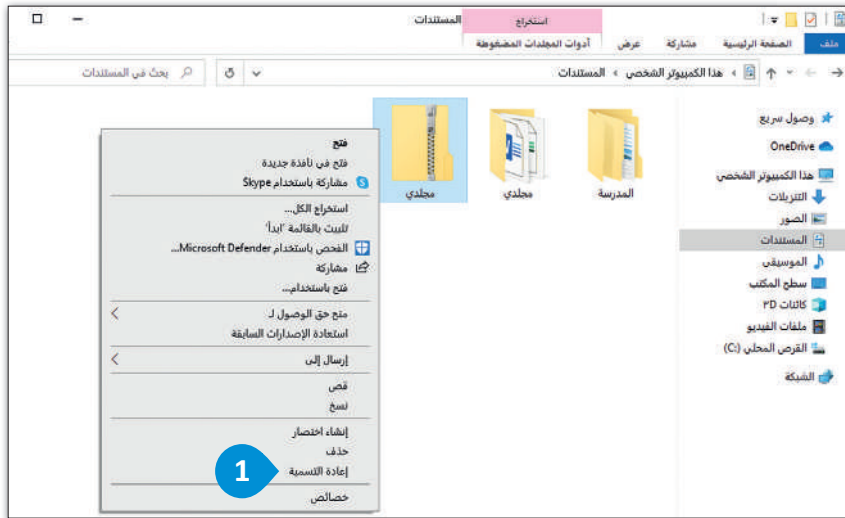 استخراج
المستندات
ملف
الصفحة الرئيسية
مشاركة
عرض
أدوات المجلدات المضغوطة
هذا الكمبيوتر الشخصي
المستندات
بحث في المستندات
وصول سريع
OneDrive
هذا الكمبيوتر الشخصي
التنزيلات
الصور
المستندات
الموسيقى
سطح المكتب
كائنات ٣D
ملفات الفيديو
القرص المحلي (C:)
الشبكة
المدرسة
مجلدي
مجلدي
فتح
فتح في نافذة جديدة
مشاركة باستخدام Skype
استخراج الكل...
تثبيت بالقائمة 'ابدأ'
الفحص باستخدام Microsoft Defender...
مشاركة
فتح باستخدام...
منح حق الوصول لـ
استعادة الإصدارات السابقة
إرسال إلى
قص
نسخ
إنشاء اختصار
حذف
إعادة التسمية
1
خصائص